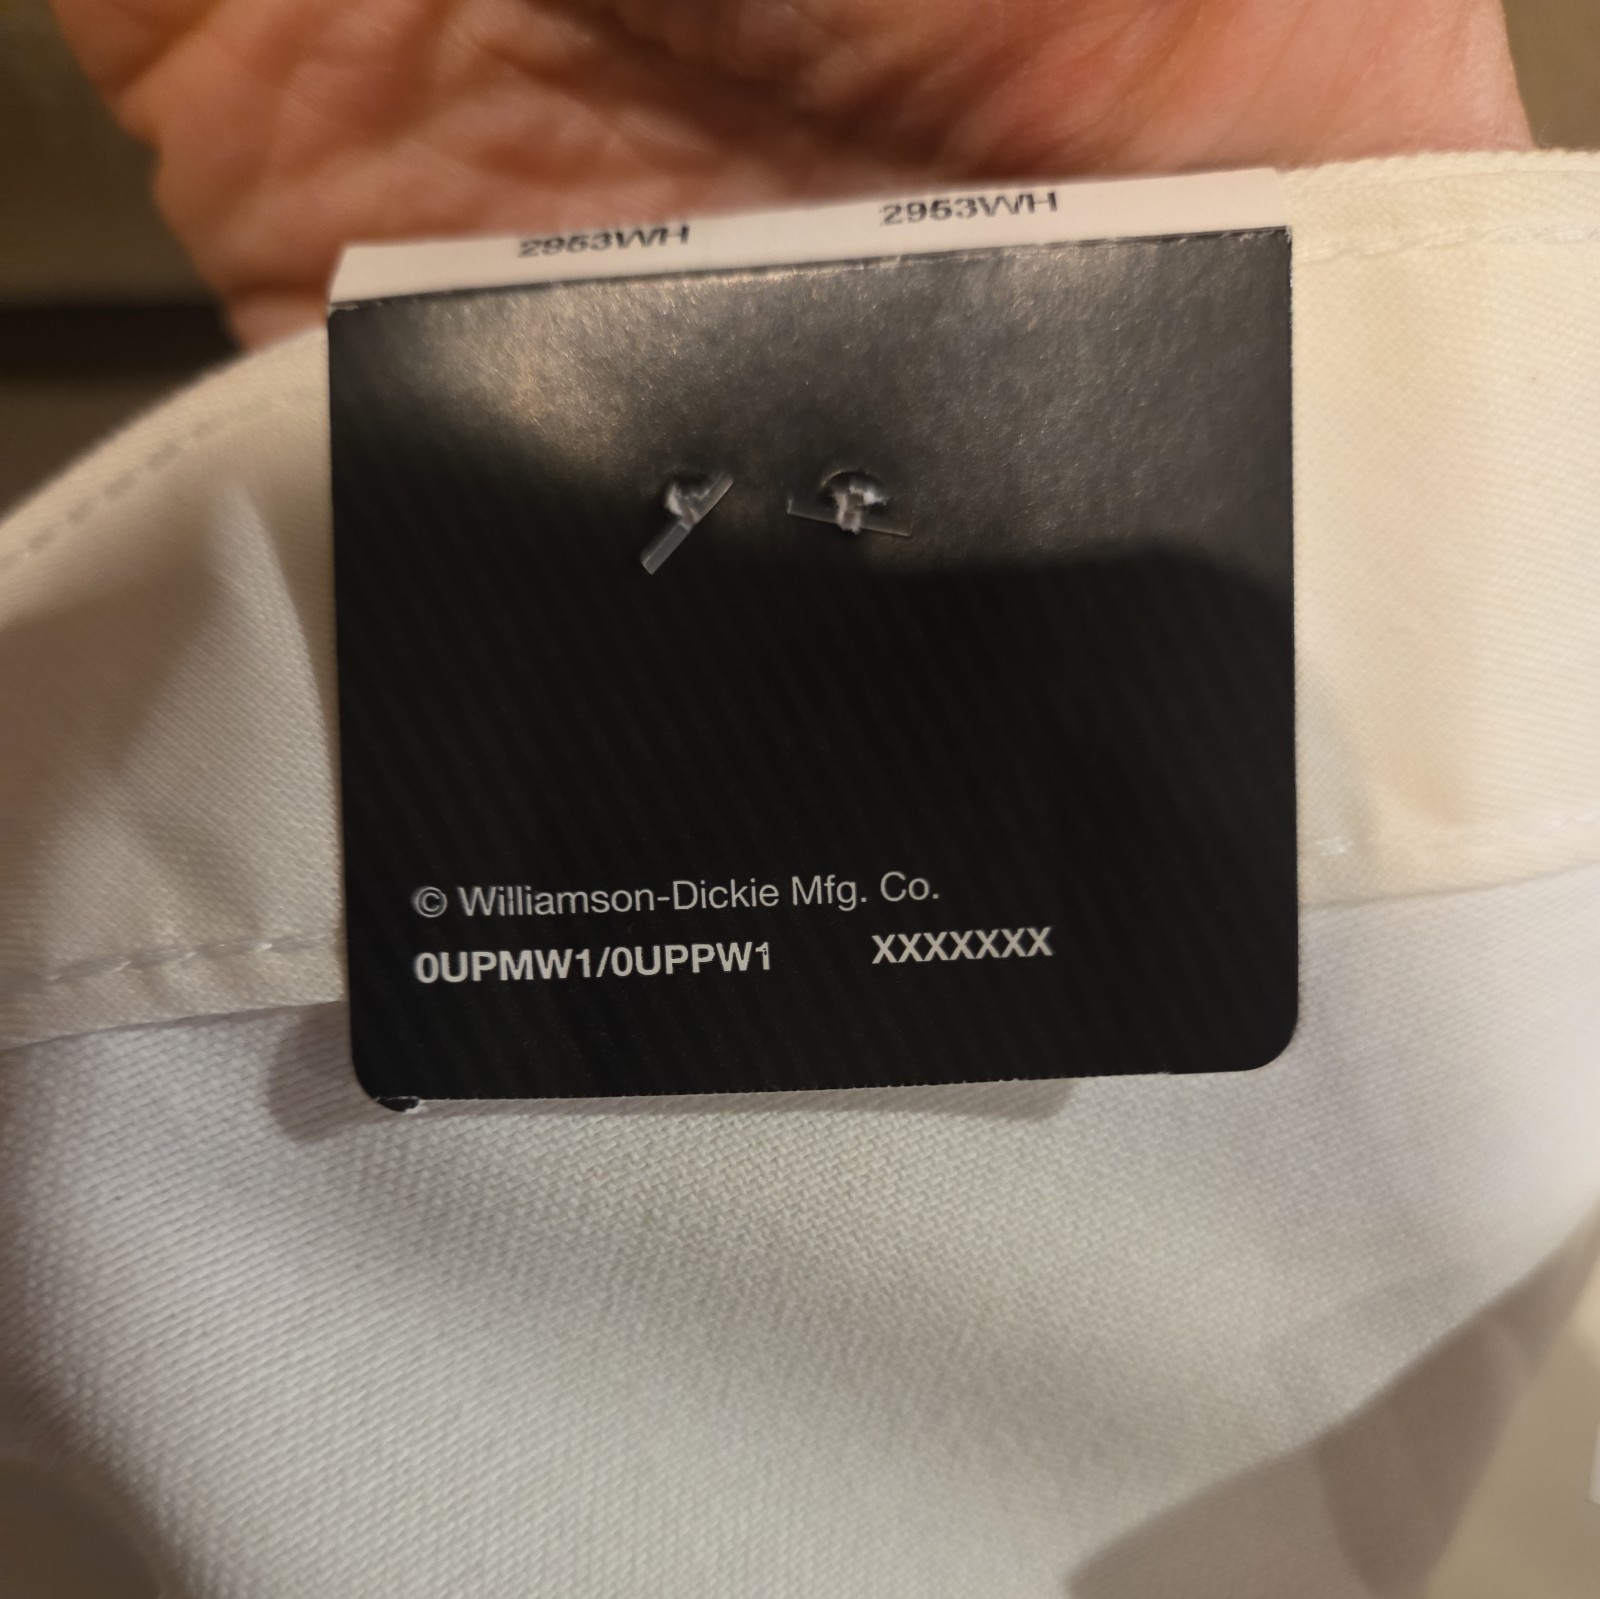 2953WH 2953WH
© Williamson-Dickie Mfg. Co.
0UPMW1/0UPPW1 XXXXXXX